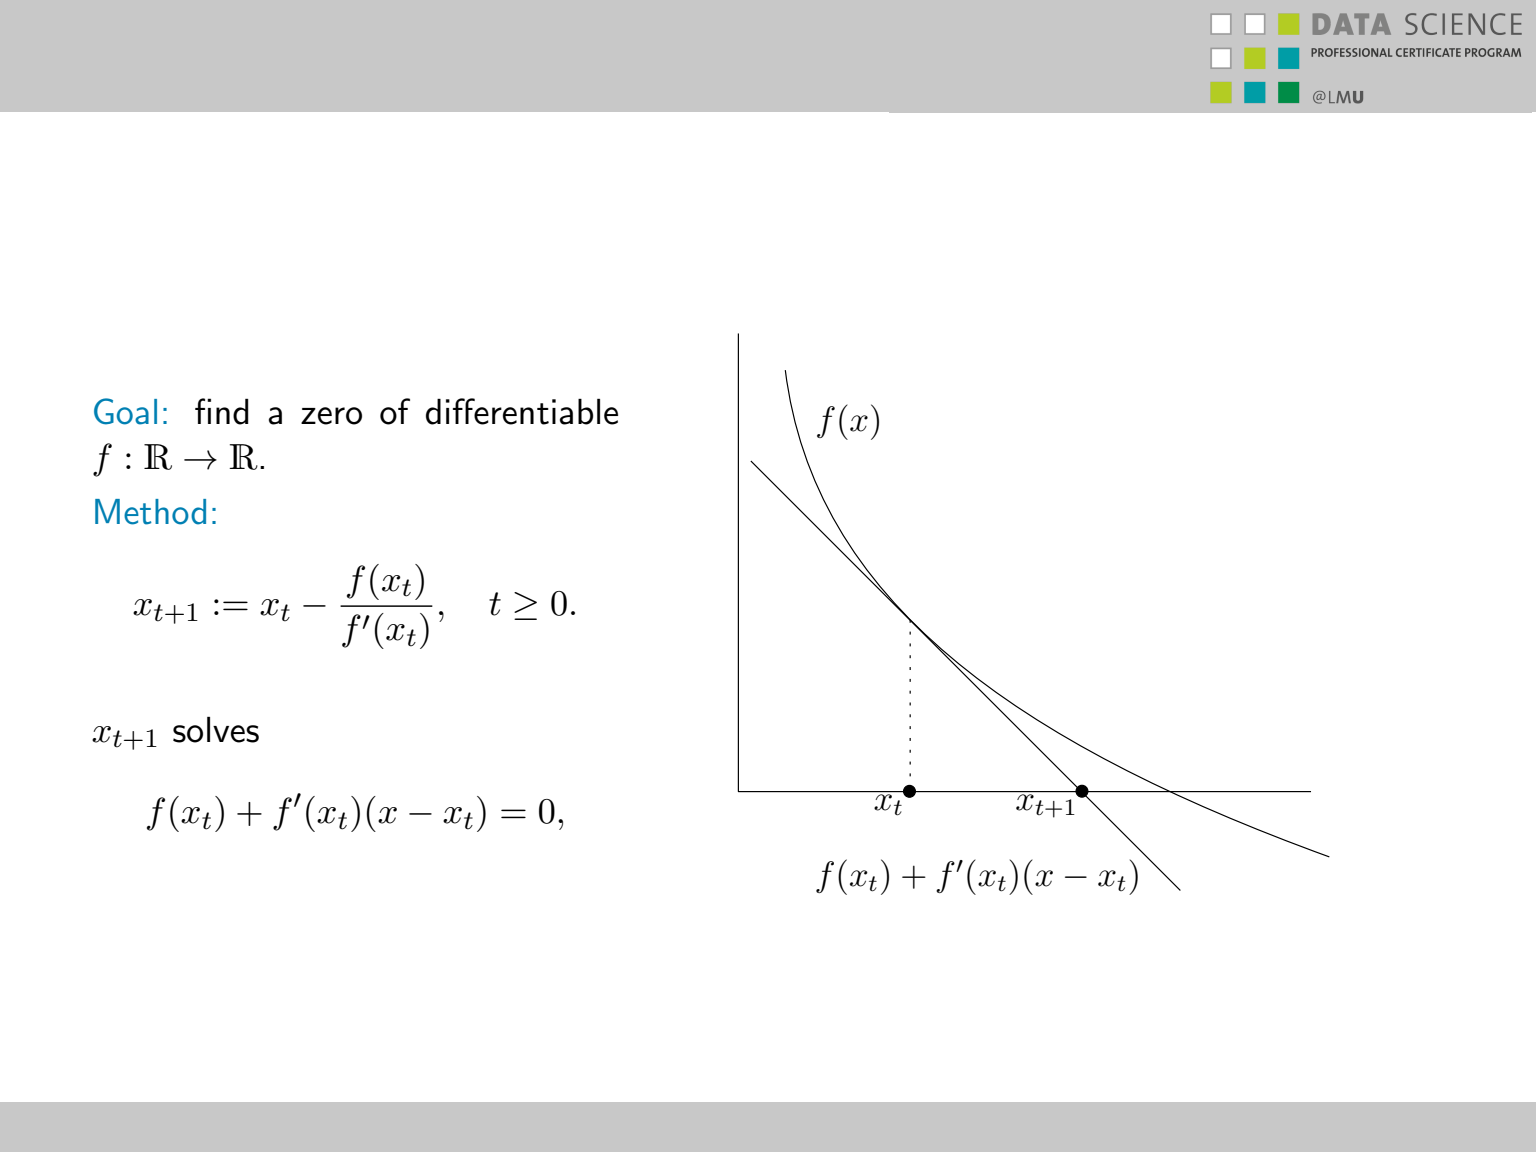 DATA SCIENCE
PROFESSIONAL CERTIFICATE PROGRAM
@LMU
Goal: find a zero of differentiable
f : ℝ → ℝ.
Method:
x_{t+1} := x_t − f(x_t)/f′(x_t), t ≥ 0.
x_{t+1} solves
f(x_t) + f′(x_t)(x − x_t) = 0,
f(x)
x_t x_{t+1}
f(x_t) + f′(x_t)(x − x_t)